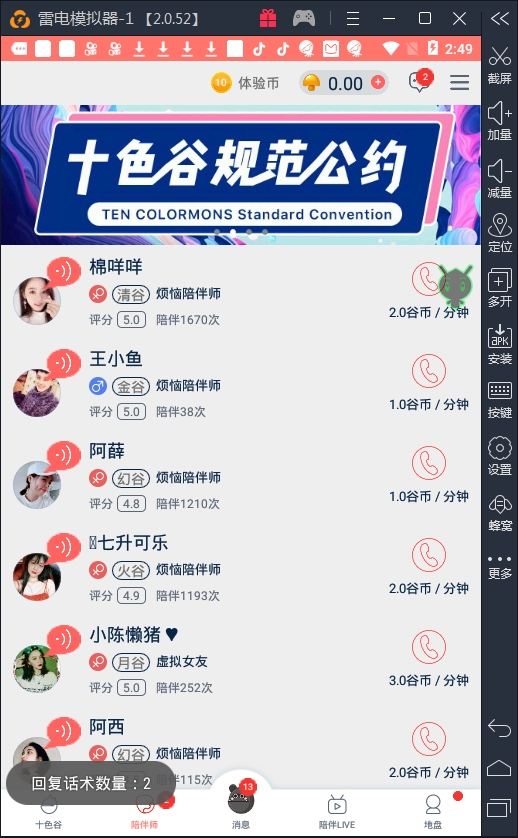 雷电模拟器-1 【2.0.52】
2:49
10 体验币 0.00 2
十色谷规范公约
TEN COLORMONS Standard Convention
棉咩咩
清谷 烦恼陪伴师
评分 5.0 陪伴1670次
2.0谷币 / 分钟
王小鱼
金谷 烦恼陪伴师
评分 5.0 陪伴38次
1.0谷币 / 分钟
阿薛
幻谷 烦恼陪伴师
评分 4.8 陪伴1210次
1.0谷币 / 分钟
七升可乐
火谷 烦恼陪伴师
评分 4.9 陪伴1193次
2.0谷币 / 分钟
小陈懒猪♥
月谷 虚拟女友
评分 5.0 陪伴252次
3.0谷币 / 分钟
阿西
幻谷 烦恼陪伴师
陪伴115次
2.0谷币 / 分钟
回复话术数量：2
13
十色谷
陪伴师
消息
陪伴LIVE
地盘
截屏
加量
减量
定位
多开
APK
安装
按键
设置
蜂窝
更多